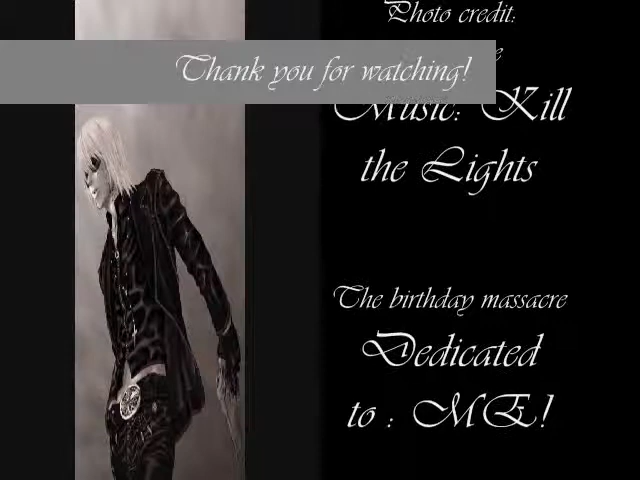 Photo credit:
Thank you for watching!
Music: Kill
the Lights
The birthday massacre
Dedicated
to : ME!